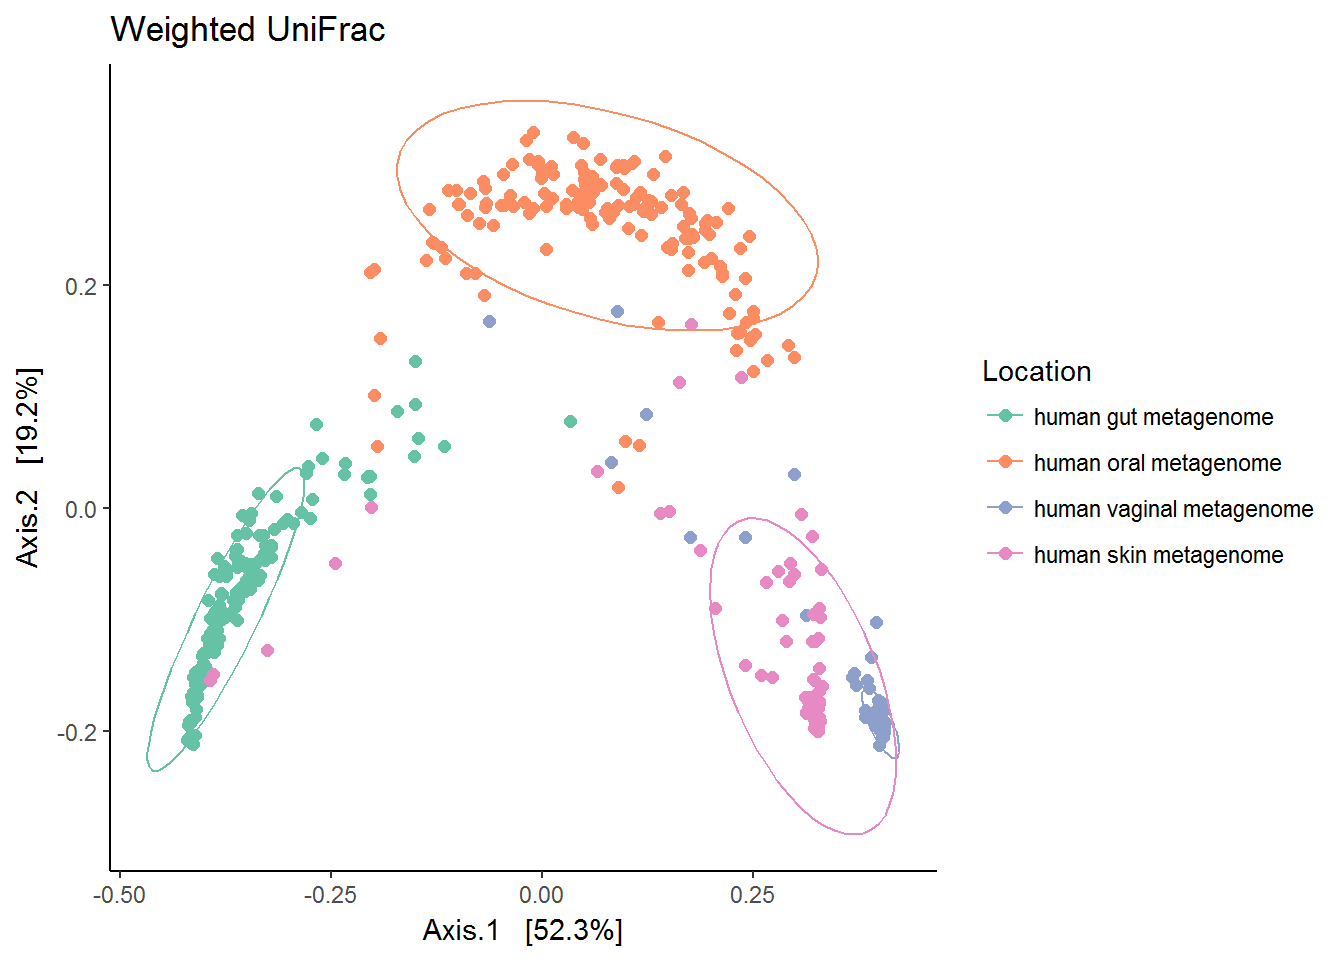 Weighted UniFrac
Axis.2 [19.2%]
0.2
0.0
-0.2
-0.50
-0.25
0.00
0.25
Axis.1 [52.3%]
Location
human gut metagenome
human oral metagenome
human vaginal metagenome
human skin metagenome